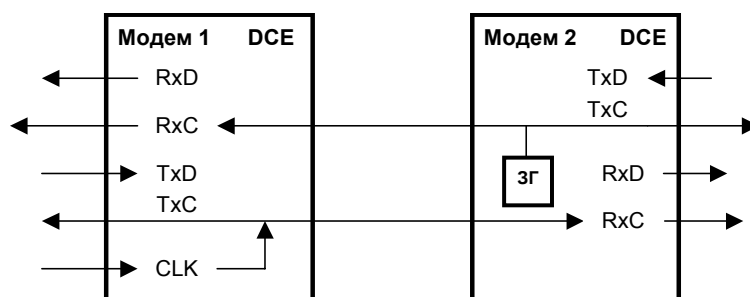 Модем 1 DCE
RxD
RxC
TxD
TxC
CLK
Модем 2 DCE
TxD
TxC
ЗГ
RxD
RxC